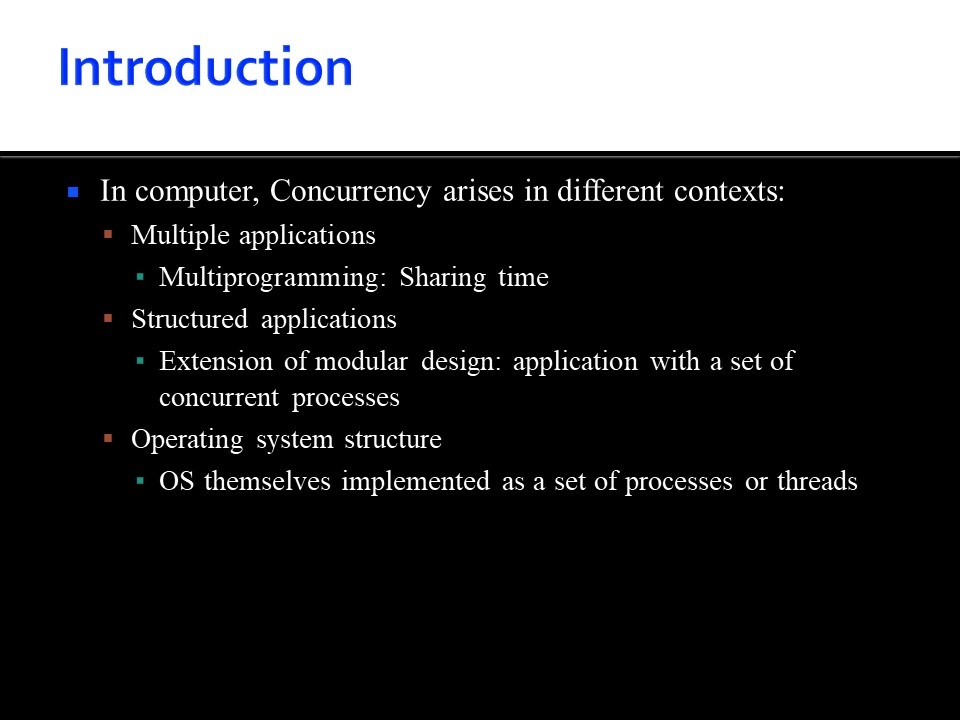 Introduction
In computer, Concurrency arises in different contexts:
Multiple applications
Multiprogramming: Sharing time
Structured applications
Extension of modular design: application with a set of
concurrent processes
Operating system structure
OS themselves implemented as a set of processes or threads